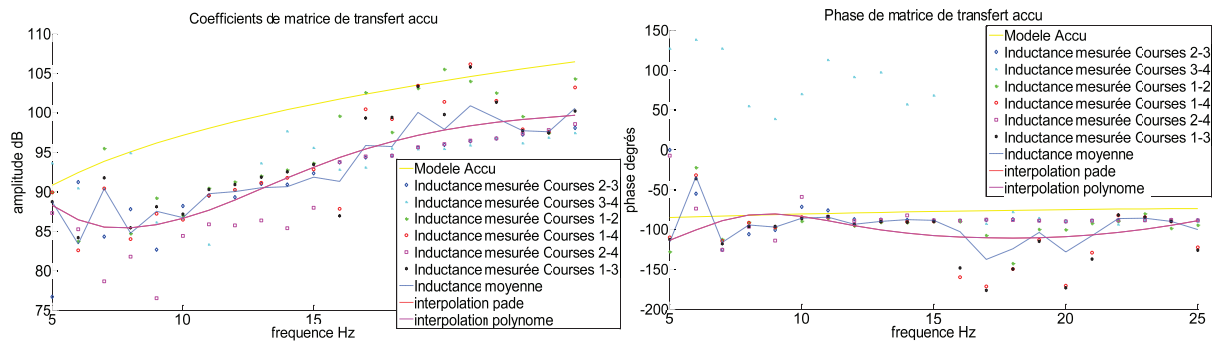 Coefficients de matrice de transfert accu
110
105
100
95
90
85
80
75
amplitude dB
5
10
15
frequence Hz
Modele Accu
Inductance mesurée Courses 2-3
Inductance mesurée Courses 3-4
Inductance mesurée Courses 1-2
Inductance mesurée Courses 1-4
Inductance mesurée Courses 2-4
Inductance mesurée Courses 1-3
Inductance moyenne
interpolation pade
interpolation polynome
Phase de matrice de transfert accu
150
100
50
0
-50
-100
-150
-200
phase degrés
5
10
15
20
25
frequence Hz
Modele Accu
Inductance mesurée Courses 2-3
Inductance mesurée Courses 3-4
Inductance mesurée Courses 1-2
Inductance mesurée Courses 1-4
Inductance mesurée Courses 2-4
Inductance mesurée Courses 1-3
Inductance moyenne
interpolation pade
interpolation polynome